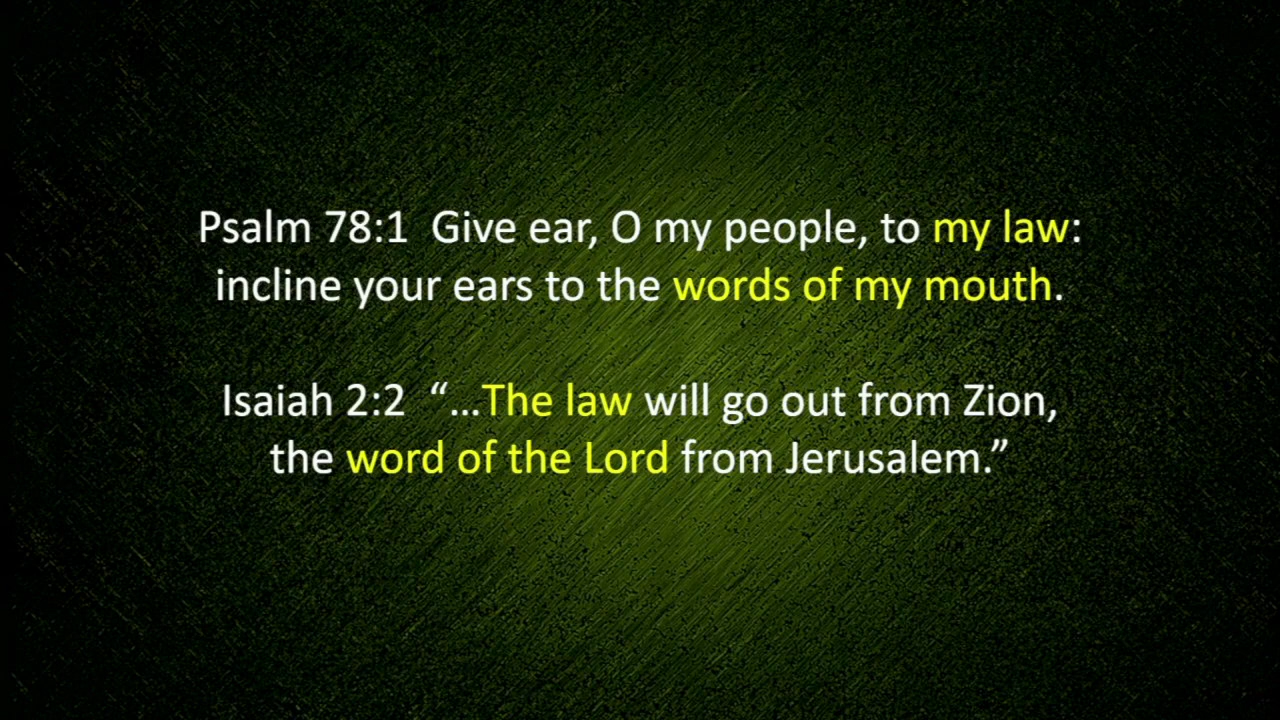 Psalm 78:1  Give ear, O my people, to my law:
incline your ears to the words of my mouth.
Isaiah 2:2  “...The law will go out from Zion,
the word of the Lord from Jerusalem.”